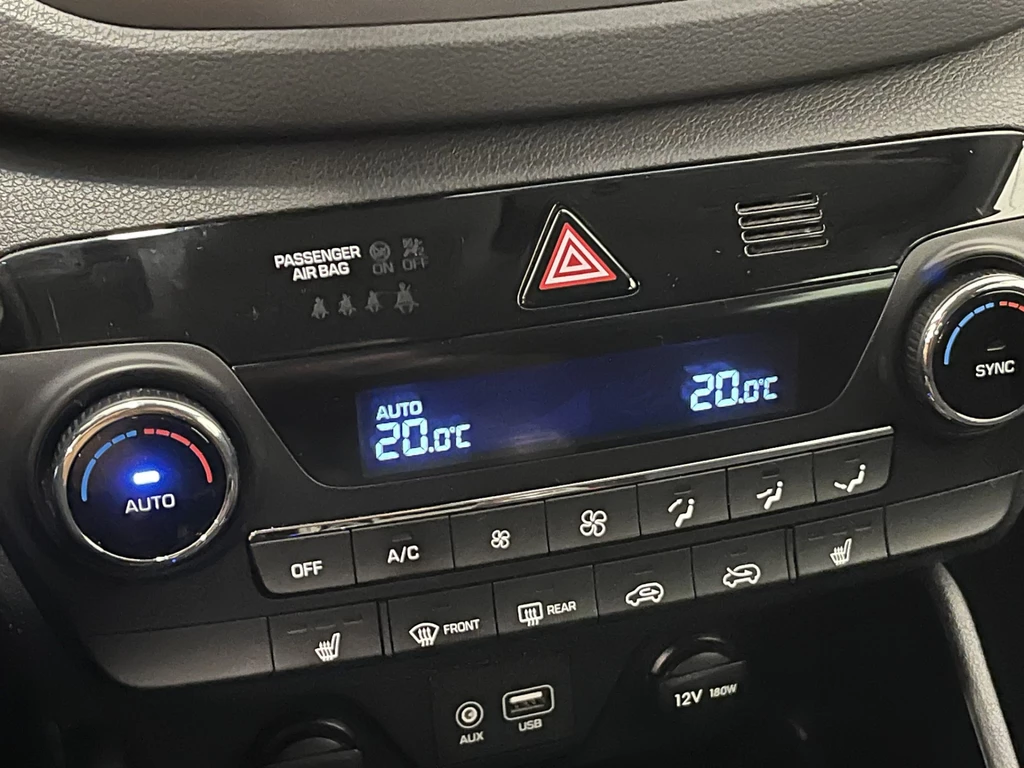 PASSENGER
AIR BAG
ON OFF
AUTO
20.0°C
20.0°C
SYNC
AUTO
OFF
A/C
FRONT
REAR
AUX
USB
12V 180W